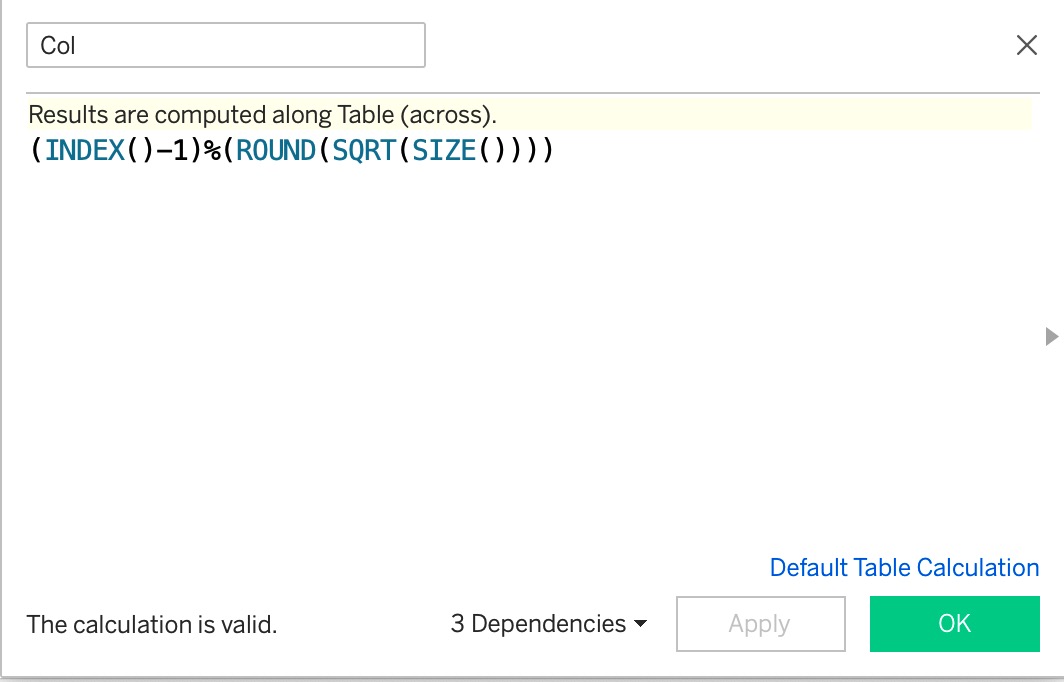 Col
Results are computed along Table (across).
(INDEX()-1)%(ROUND(SQRT(SIZE())))
Default Table Calculation
The calculation is valid.
3 Dependencies
Apply
OK